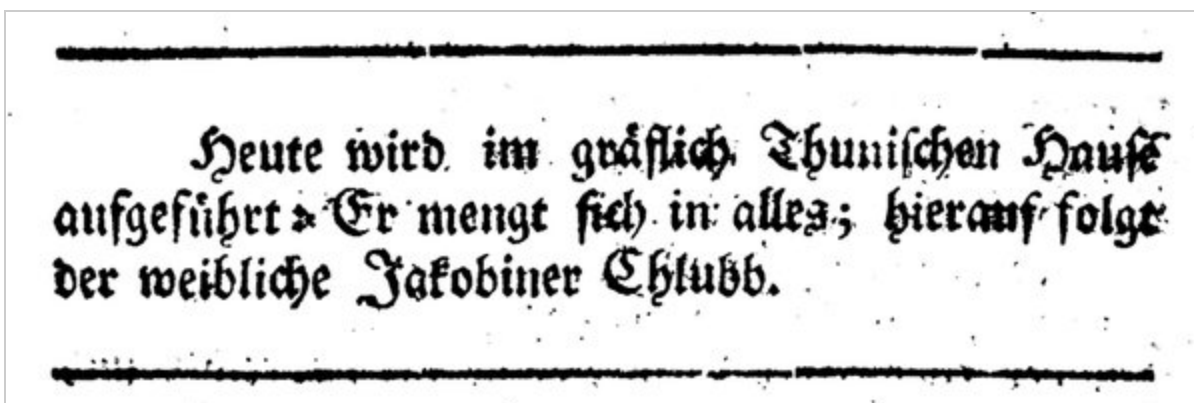 Heute wird im gräflich Thunischen Hause
aufgeführt: Er mengt sich in alles; hierauf folgt
der weibliche Jakobiner Chlubb.